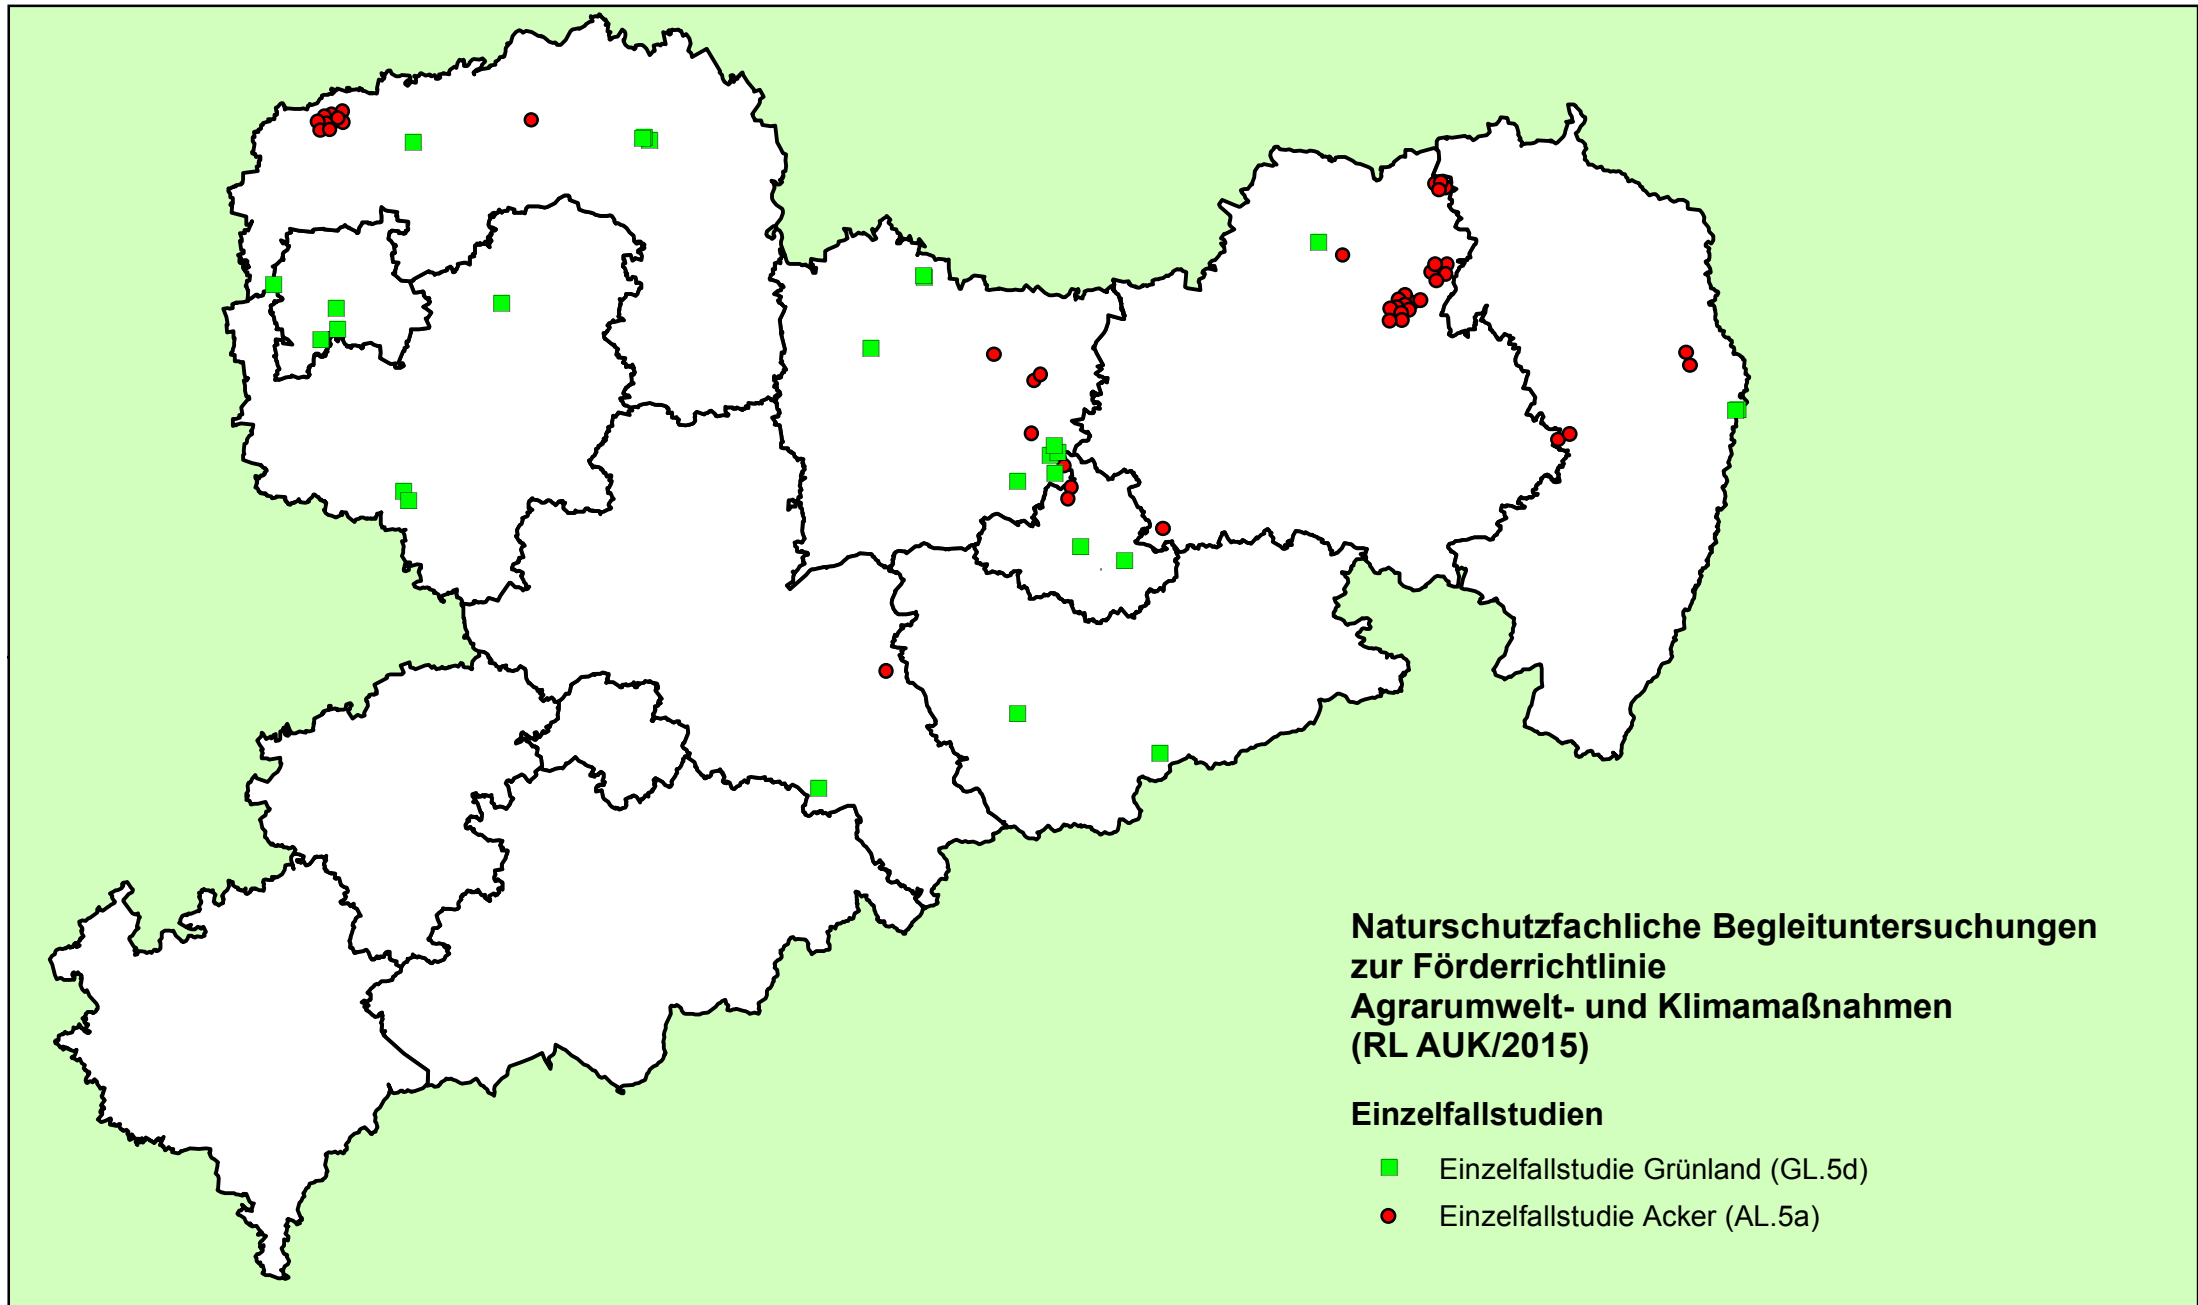 Naturschutzfachliche Begleituntersuchungen
zur Förderrichtlinie
Agrarumwelt- und Klimamaßnahmen
(RL AUK/2015)
Einzelfallstudien
Einzelfallstudie Grünland (GL.5d)
Einzelfallstudie Acker (AL.5a)